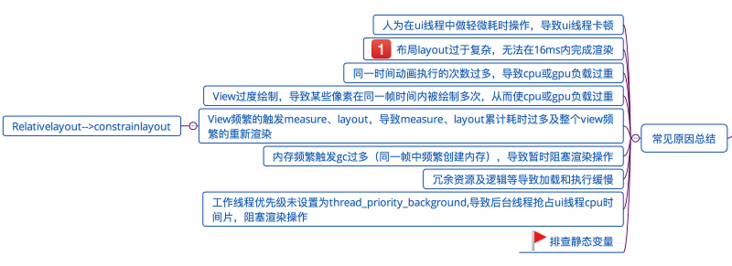 人为在ui线程中做轻微耗时操作，导致ui线程卡顿
1 布局layout过于复杂，无法在16ms内完成渲染
同一时间动画执行的次数过多，导致cpu或gpu负载过重
View过度绘制，导致某些像素在同一帧时间内被绘制多次，从而使cpu或gpu负载过重
Relativelayout-->constrainlayout
View频繁的触发measure、layout，导致measure、layout累计耗时过多及整个view频
繁的重新渲染
常见原因总结
内存频繁触发gc过多（同一帧中频繁创建内存），导致暂时阻塞渲染操作
冗余资源及逻辑等导致加载和执行缓慢
工作线程优先级未设置为thread_priority_background,导致后台线程抢占ui线程cpu时
间片，阻塞渲染操作
排查静态变量